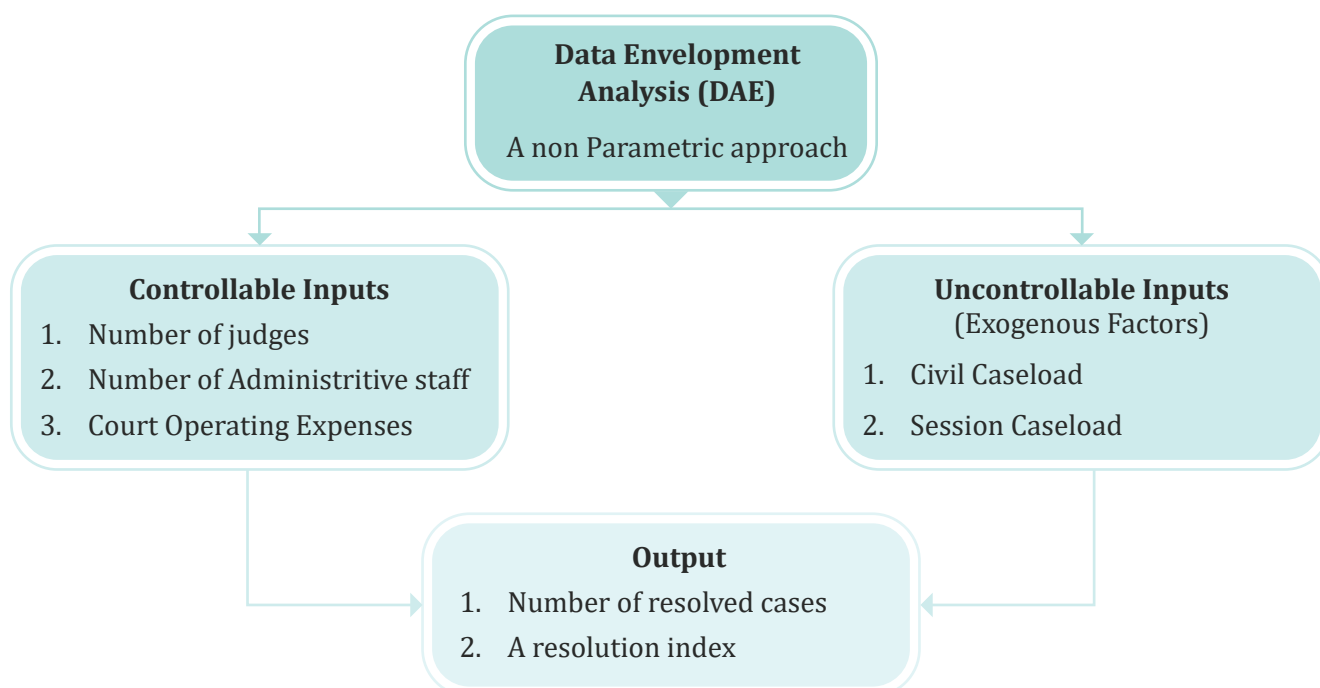 Data Envelopment
Analysis (DAE)
A non Parametric approach
Controllable Inputs
1. Number of judges
2. Number of Administritive staff
3. Court Operating Expenses
Uncontrollable Inputs
(Exogenous Factors)
1. Civil Caseload
2. Session Caseload
Output
1. Number of resolved cases
2. A resolution index